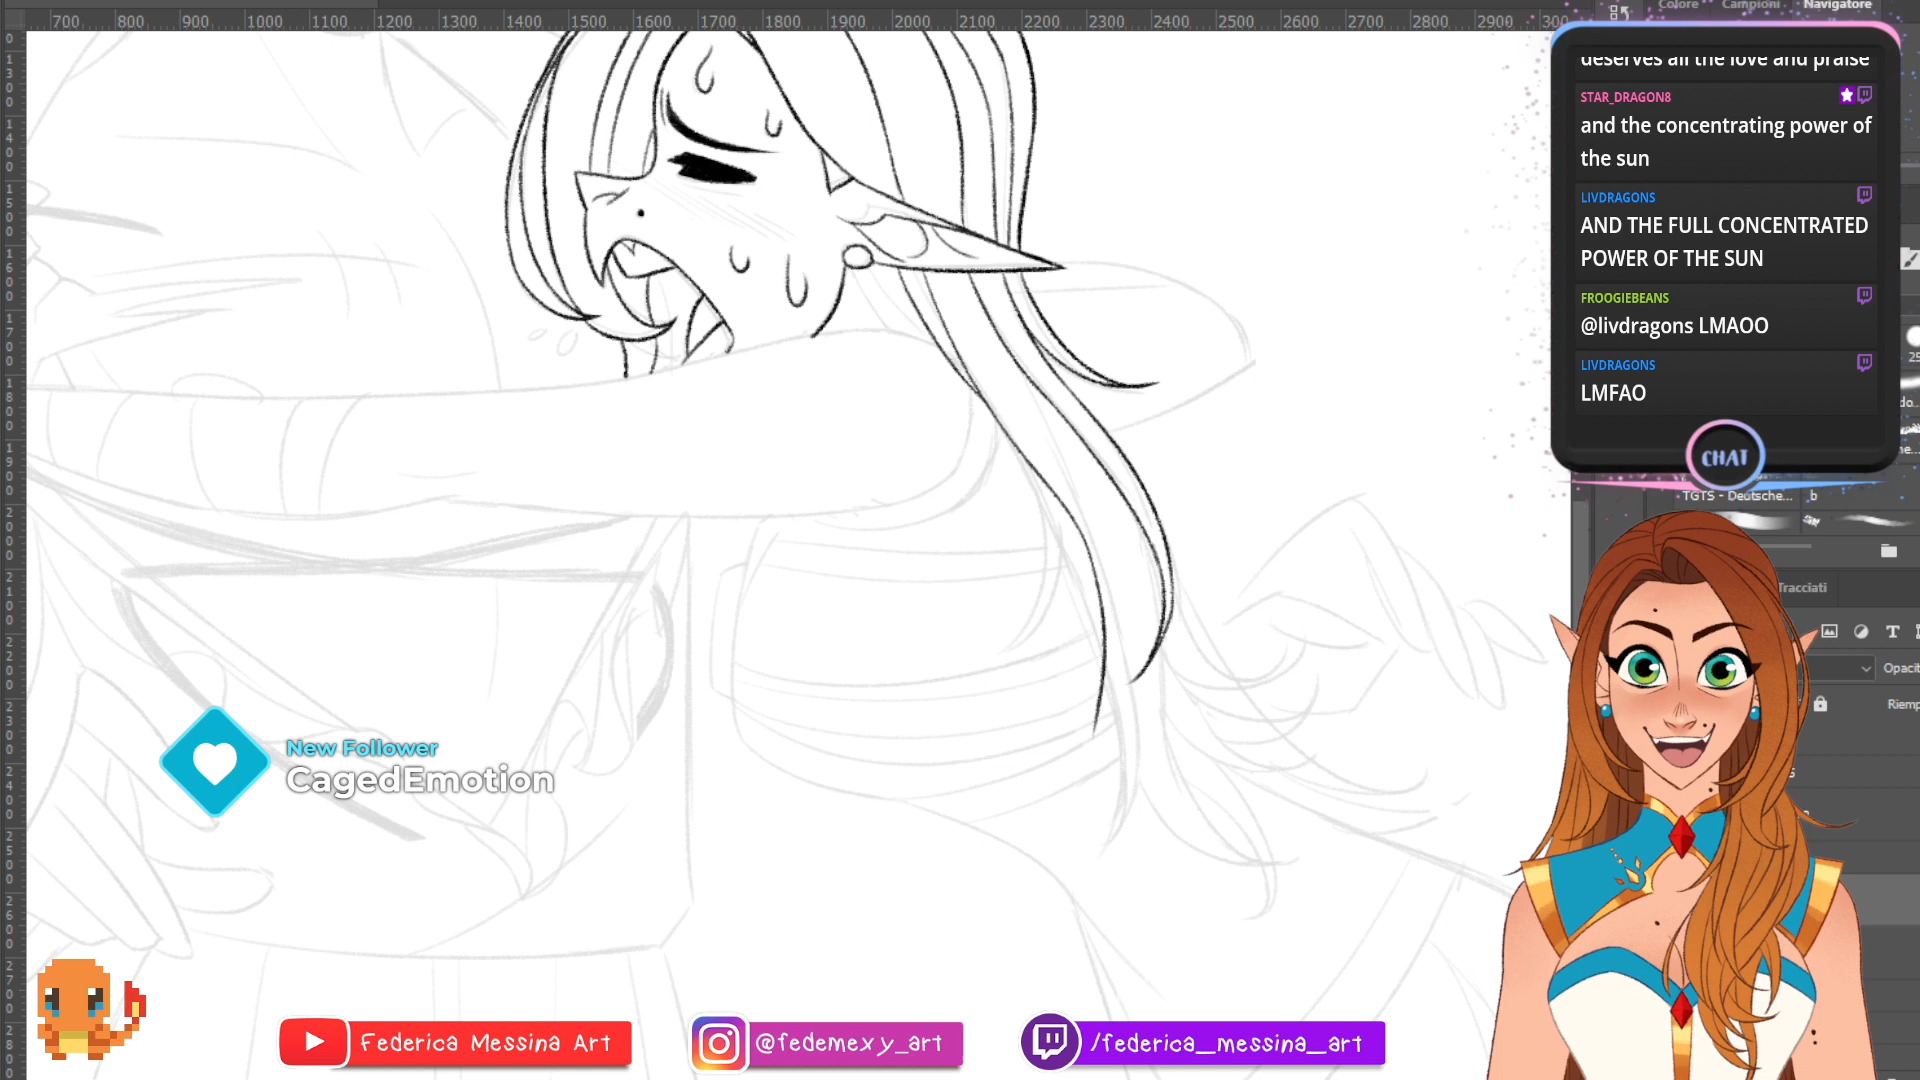 700 800 900 1000 1100 1200 1300 1400 1500 1600 1700 1800 1900 2000 2100 2200 2300 2400 2500 2600 2700 2800 2900
Colore Campioni Navigatore
deserves all the love and praise
STAR_DRAGON8
and the concentrating power of
the sun
LIVDRAGONS
AND THE FULL CONCENTRATED
POWER OF THE SUN
FROOGIEBEANS
@livdragons LMAOO
LIVDRAGONS
LMFAO
CHAT
TGTS - Deutsche... b
Tracciati
Opacit
Riemp
New Follower
CagedEmotion
Federica Messina Art
@fedemexy_art
/federica_messina_art